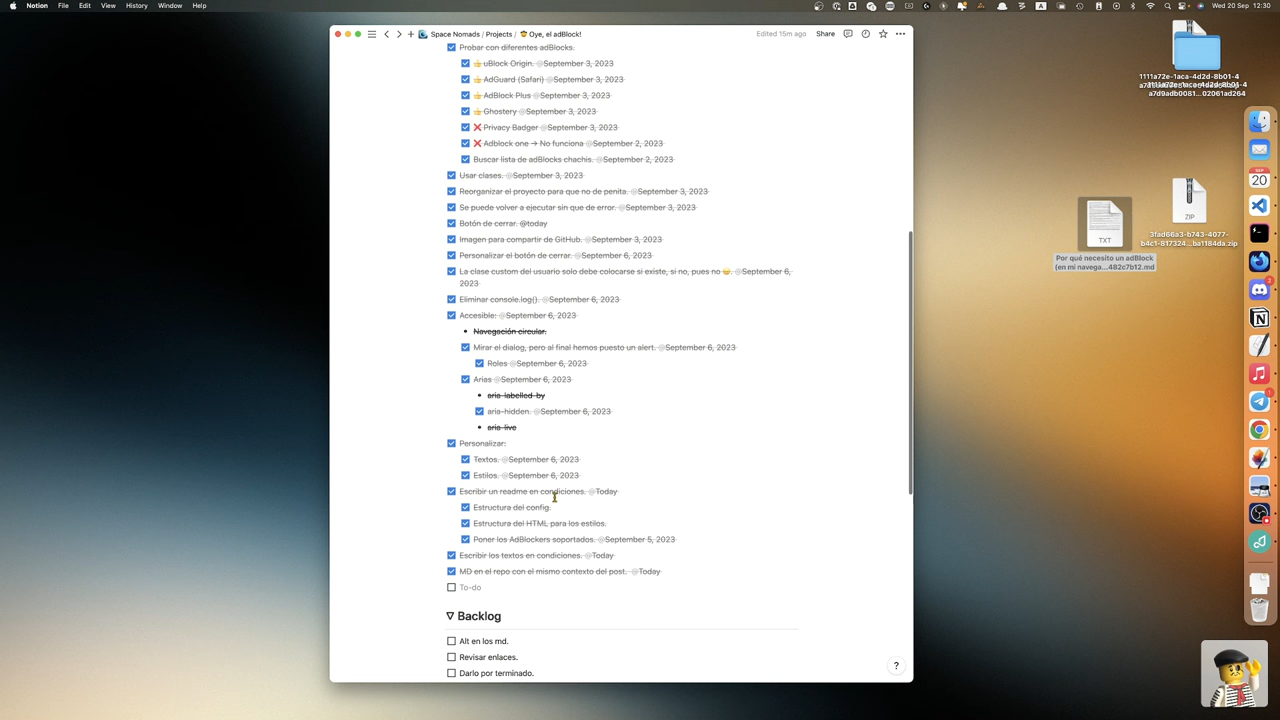 Notion File Edit View History Window Help
Wed 20 Sep 12:30
Space Nomads / Projects / 🤠 Oye, el adBlock!
Edited 15m ago Share
Probar con diferentes adBlocks.
👍 uBlock Origin. @September 3, 2023
👍 AdGuard (Safari) @September 3, 2023
👍 AdBlock Plus @September 3, 2023
👍 Ghostery @September 3, 2023
❌ Privacy Badger @September 3, 2023
❌ Adblock one → No funciona @September 2, 2023
Buscar lista de adBlocks chachis. @September 2, 2023
Usar clases. @September 3, 2023
Reorganizar el proyecto para que no de penita. @September 3, 2023
Se puede volver a ejecutar sin que de error. @September 3, 2023
Botón de cerrar. @today
Imagen para compartir de GitHub. @September 3, 2023
Personalizar el botón de cerrar. @September 6, 2023
La clase custom del usuario solo debe colocarse si existe, si no, pues no 😅. @September 6,
2023
Eliminar console.log(). @September 6, 2023
Accesible: @September 6, 2023
Navegación circular.
Mirar el dialog, pero al final hemos puesto un alert. @September 6, 2023
Roles @September 6, 2023
Arias @September 6, 2023
aria-labelled-by
aria-hidden. @September 6, 2023
aria-live
Personalizar:
Textos. @September 6, 2023
Estilos. @September 6, 2023
Escribir un readme en condiciones. @Today
Estructura del config.
Estructura del HTML para los estilos.
Poner los AdBlockers soportados. @September 5, 2023
Escribir los textos en condiciones. @Today
MD en el repo con el mismo contexto del post. @Today
To-do
Backlog
Alt en los md.
Revisar enlaces.
Darlo por terminado.
?
1111a72e-1aca-4d2d-8b01-4
ZIP
3fad66a3-b743-4077-
b4c1-817324...ba1184da.zip
TXT
Por qué necesito un adBlock
(en mi navega...482c7b12.md
SEP
20